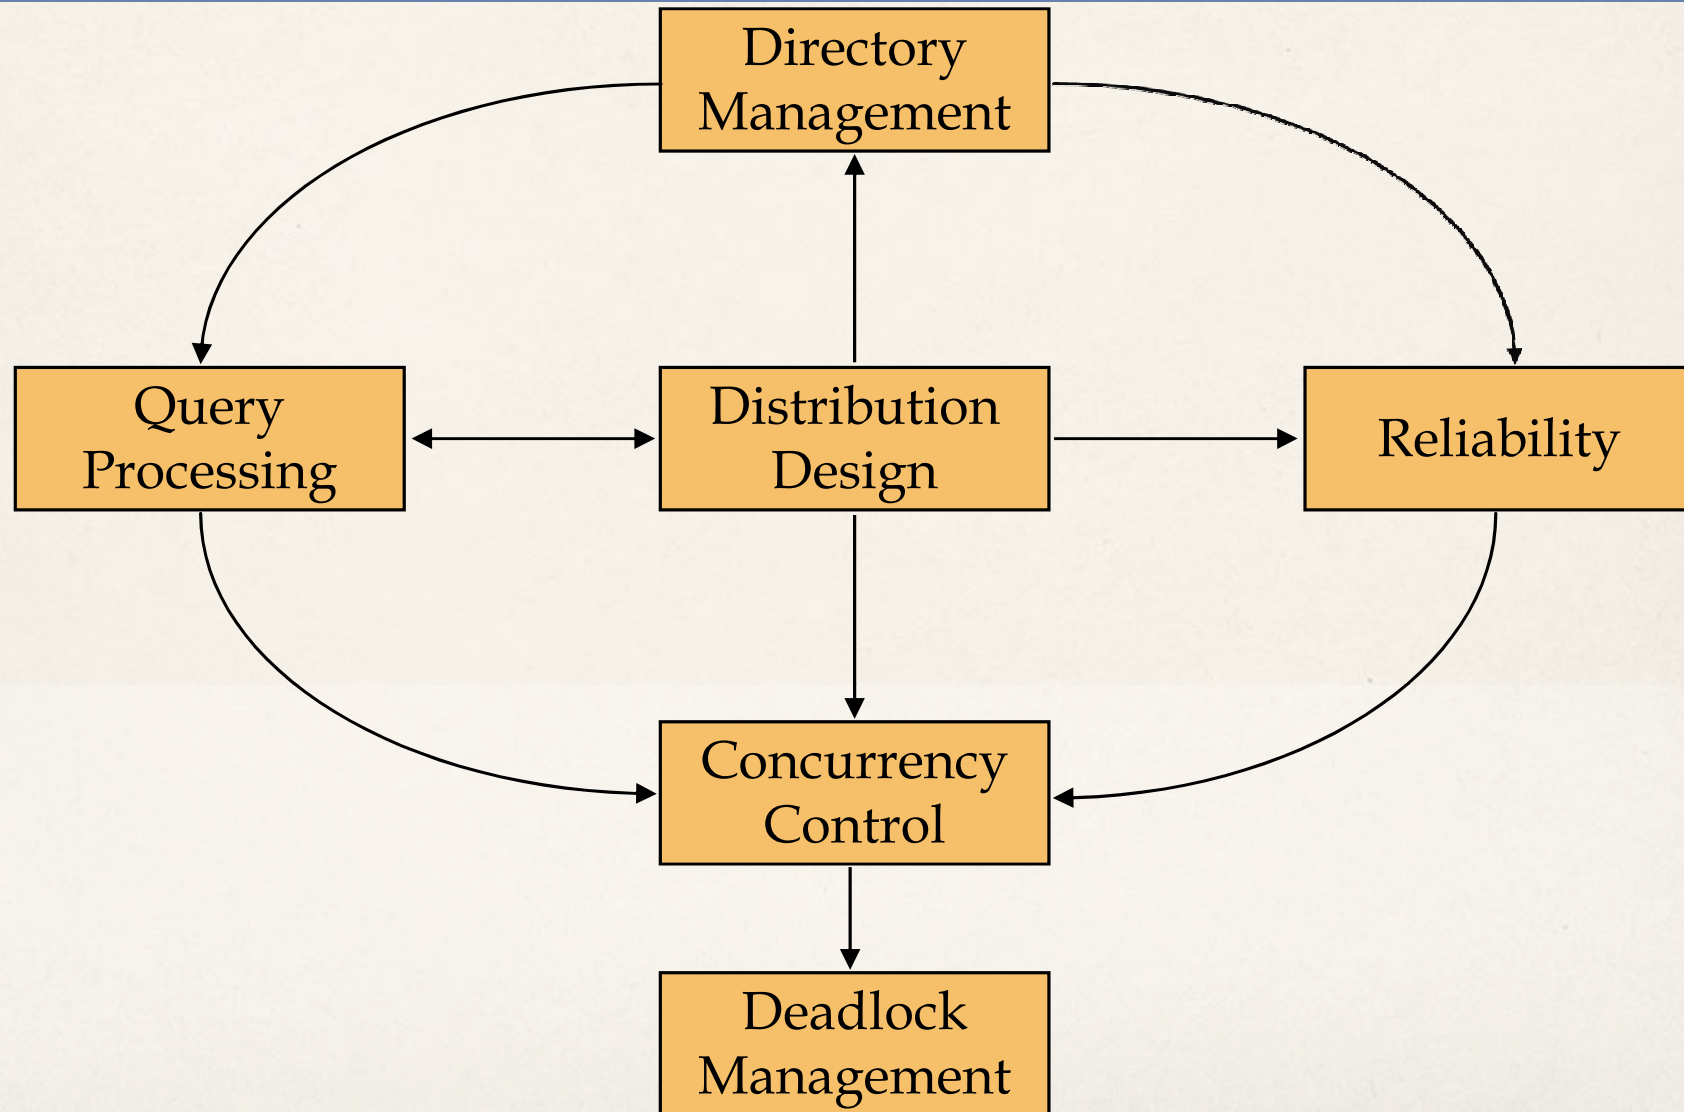 Directory
Management
Query
Processing
Distribution
Design
Reliability
Concurrency
Control
Deadlock
Management